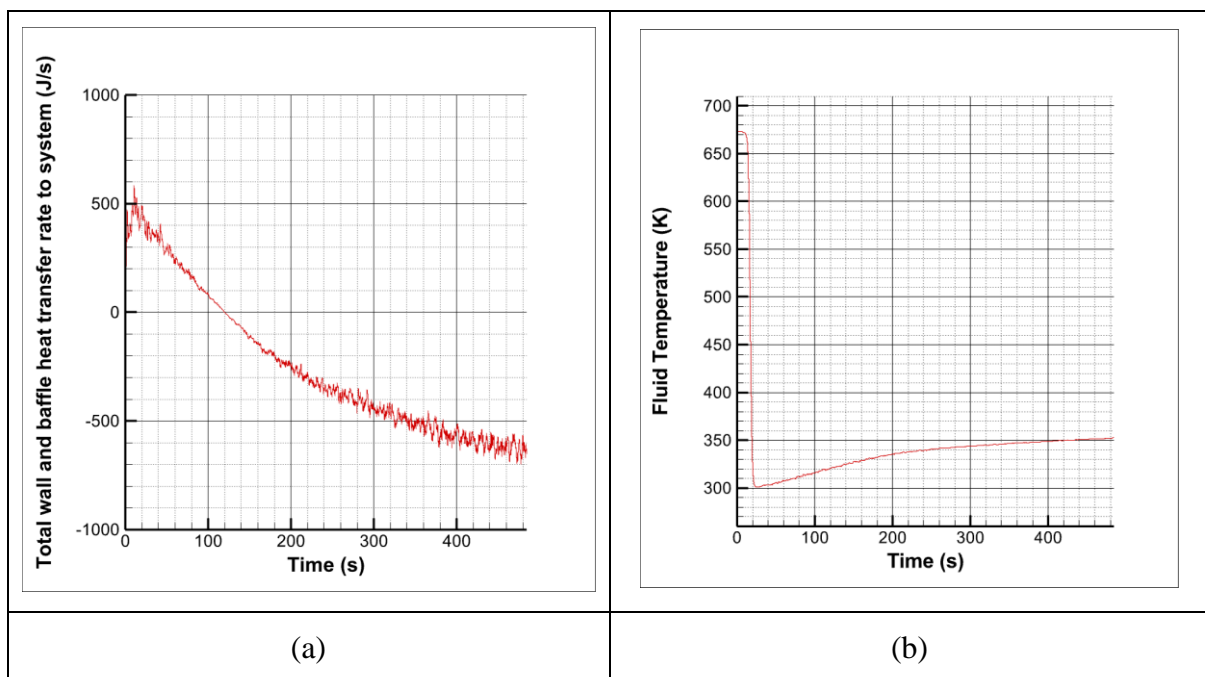 Total wall and baffle heat transfer rate to system (J/s)
1000
500
0
-500
-1000
0 100 200 300 400
Time (s)
Fluid Temperature (K)
700
650
600
550
500
450
400
350
300
0 100 200 300 400
Time (s)
(a)
(b)